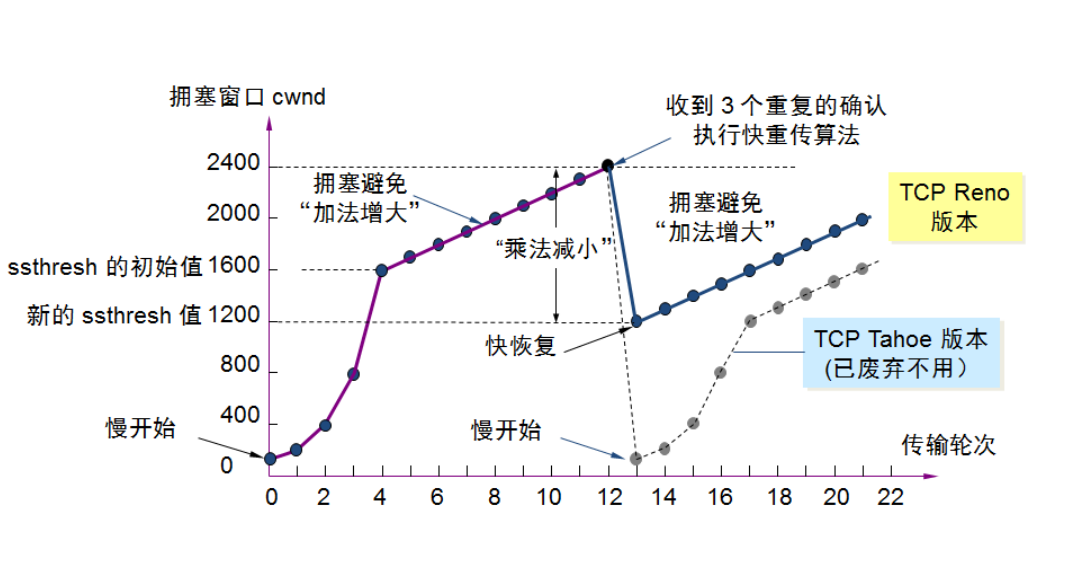 拥塞窗口 cwnd
收到 3 个重复的确认
执行快重传算法
2400
拥塞避免
“加法增大”
拥塞避免
“加法增大”
TCP Reno
版本
2000
“乘法减小”
ssthresh 的初始值 1600
新的 ssthresh 值 1200
快恢复
TCP Tahoe 版本
(已废弃不用）
800
400
慢开始
慢开始
传输轮次
0
0 2 4 6 8 10 12 14 16 18 20 22